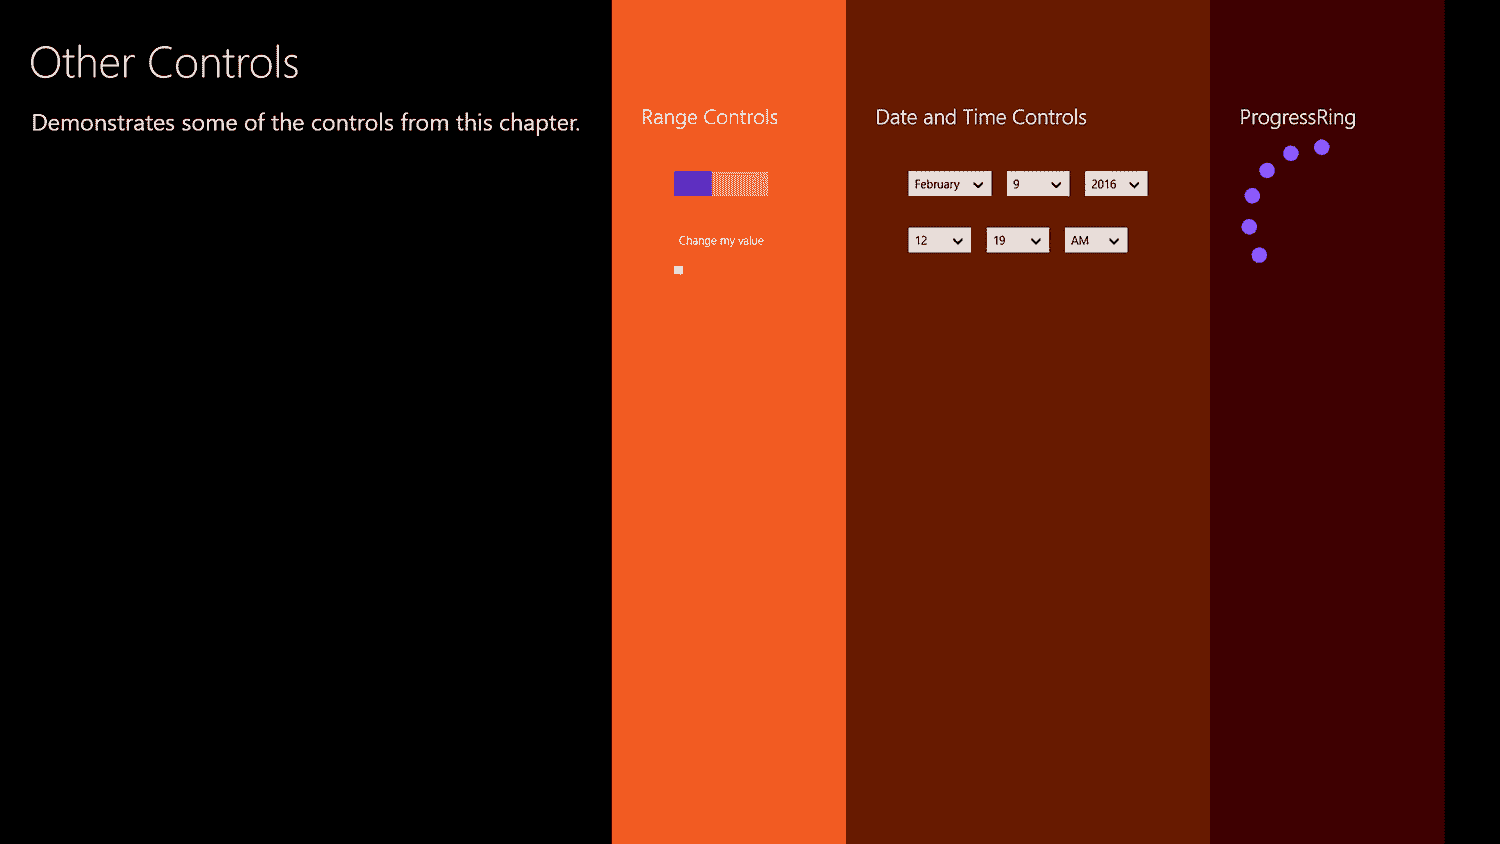 Other Controls
Demonstrates some of the controls from this chapter.
Range Controls
Change my value
Date and Time Controls
February 9 2016
12 19 AM
ProgressRing